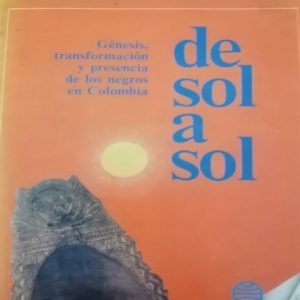 Génesis,
transformación
y presencia
de los negros
en Colombia
de
sol
a
sol